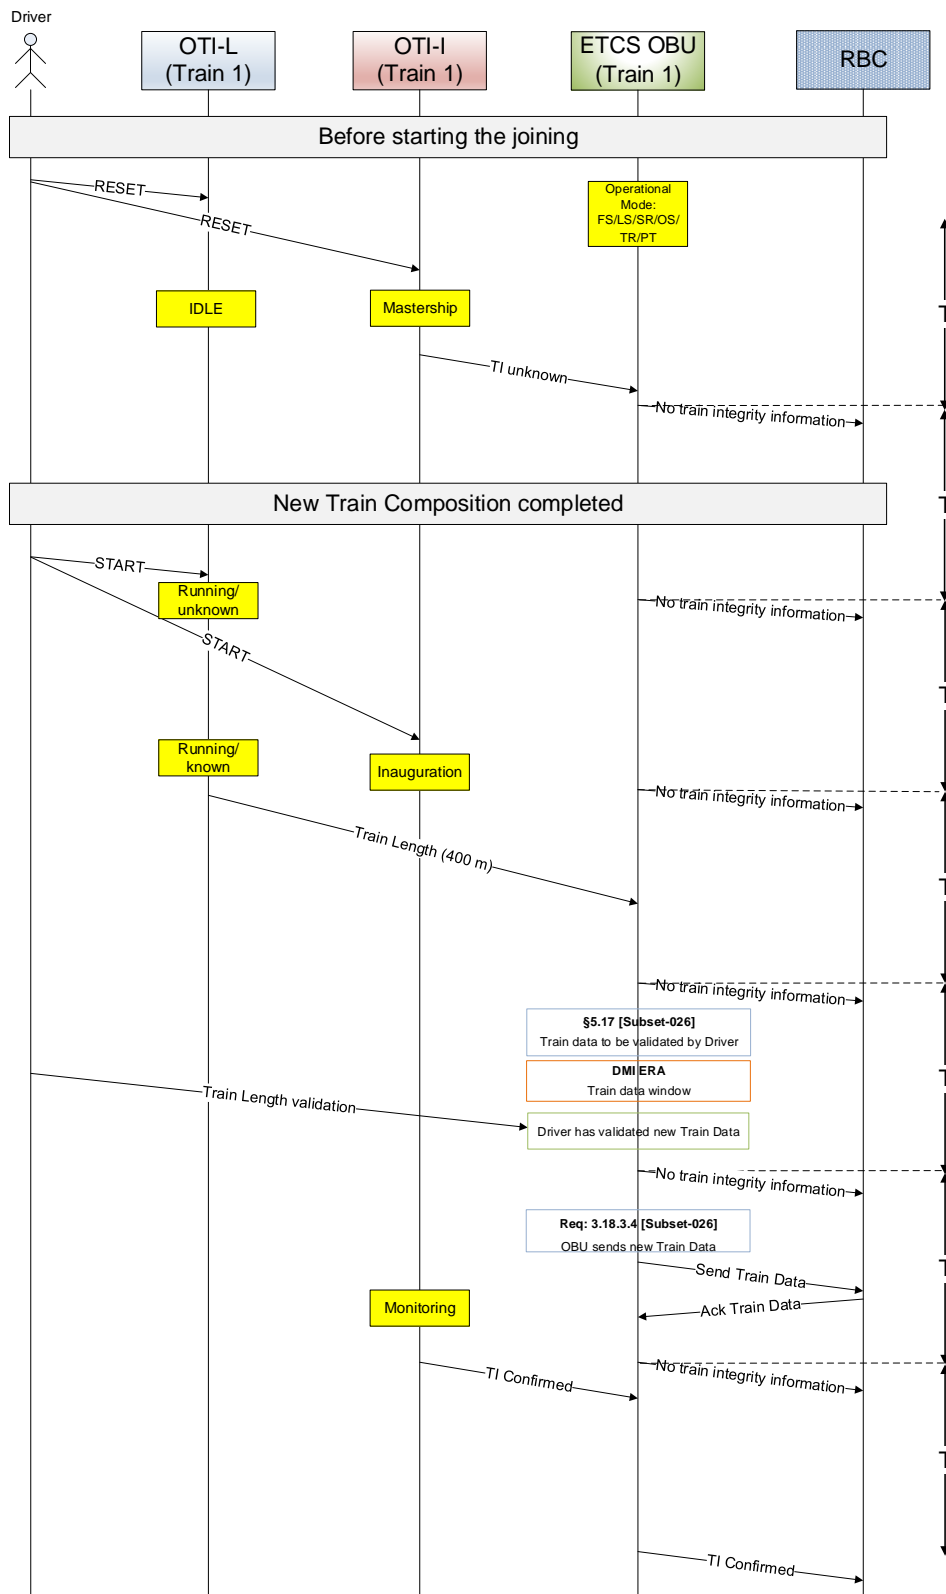 Driver
OTI-L
(Train 1)
OTI-I
(Train 1)
ETCS OBU
(Train 1)
RBC
Before starting the joining
RESET
RESET
Operational
Mode:
FS/LS/SR/OS/
TR/PT
T
IDLE
Mastership
TI unknown
No train integrity information
New Train Composition completed
T
START
Running/
unknown
No train integrity information
START
T
Running/
known
Inauguration
No train integrity information
Train Length (400 m)
T
No train integrity information
§5.17 [Subset-026]
Train data to be validated by Driver
DMI ERA
Train data window
T
Train Length validation
Driver has validated new Train Data
No train integrity information
Req: 3.18.3.4 [Subset-026]
OBU sends new Train Data
T
Send Train Data
Monitoring
Ack Train Data
TI Confirmed
No train integrity information
T
TI Confirmed